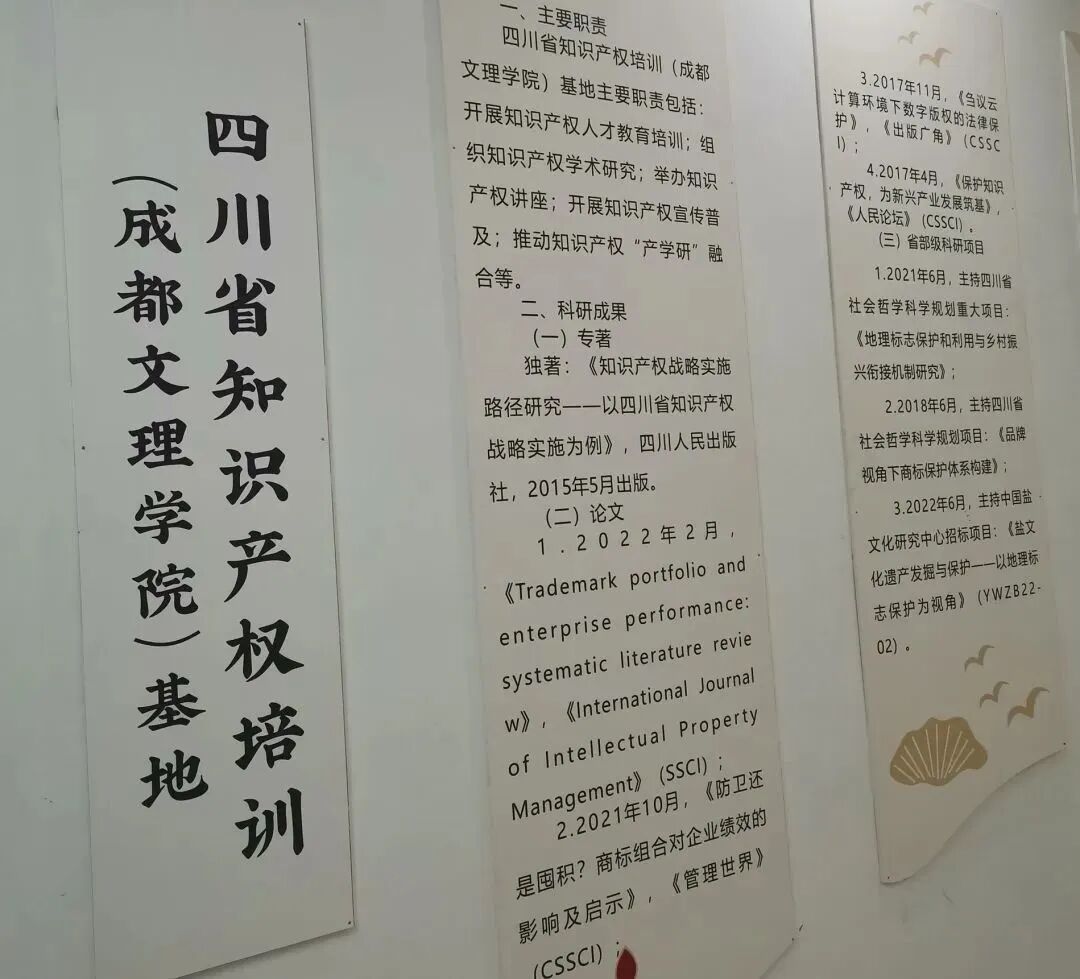 四川省知识产权培训
（成都文理学院）基地
一、主要职责
四川省知识产权培训（成都
文理学院）基地主要职责包括：
开展知识产权人才教育培训；组
织知识产权学术研究；举办知识
产权讲座；开展知识产权宣传普
及；推动知识产权“产学研”融
合等。
二、科研成果
（一）专著
独著：《知识产权战略实施
路径研究——以四川省知识产权
战略实施为例》，四川人民出版
社，2015年5月出版。
（二）论文
1.2022年2月，
《Trademark portfolio and
enterprise performance:
systematic literature revie
w》，《International Journal
of Intellectual Property
Management》（SSCI）；
2.2021年10月，《防卫还
是囤积？商标组合对企业绩效的
影响及启示》，《管理世界》
（CSSCI）；
3.2017年11月，《刍议云
计算环境下数字版权的法律保
护》，《出版广角》（CSSC
I）；
4.2017年4月，《保护知识
产权，为新兴产业发展筑基》，
《人民论坛》（CSSCI）。
（三）省部级科研项目
1.2021年6月，主持四川省
社会哲学科学规划重大项目：
《地理标志保护和利用与乡村振
兴衔接机制研究》；
2.2018年6月，主持四川省
社会哲学科学规划项目：《品牌
视角下商标保护体系构建》；
3.2022年6月，主持中国盐
文化研究中心招标项目：《盐文
化遗产发掘与保护——以地理标
志保护为视角》（YWZB22-
02）。